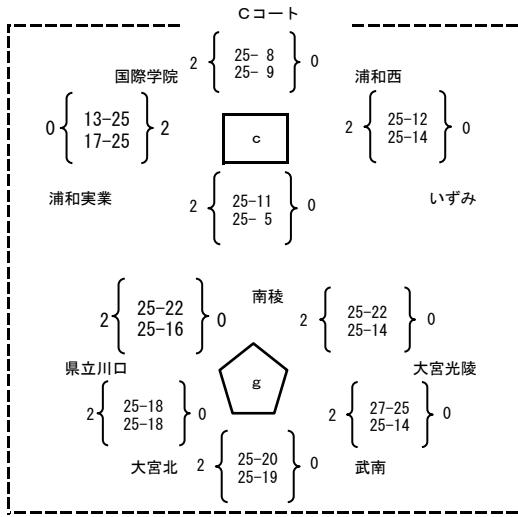 Cコート
2 25- 8 0
25- 9
国際学院 浦和西
0 13-25 2
17-25
c
2 25-12 0
25-14
浦和実業 いずみ
2 25-11 0
25- 5
南稜
2 25-22 0
25-16
2 25-22 0
25-14
県立川口 大宮光陵
g
2 25-18 0
25-18
2 27-25 0
25-14
大宮北 武南
2 25-20 0
25-19